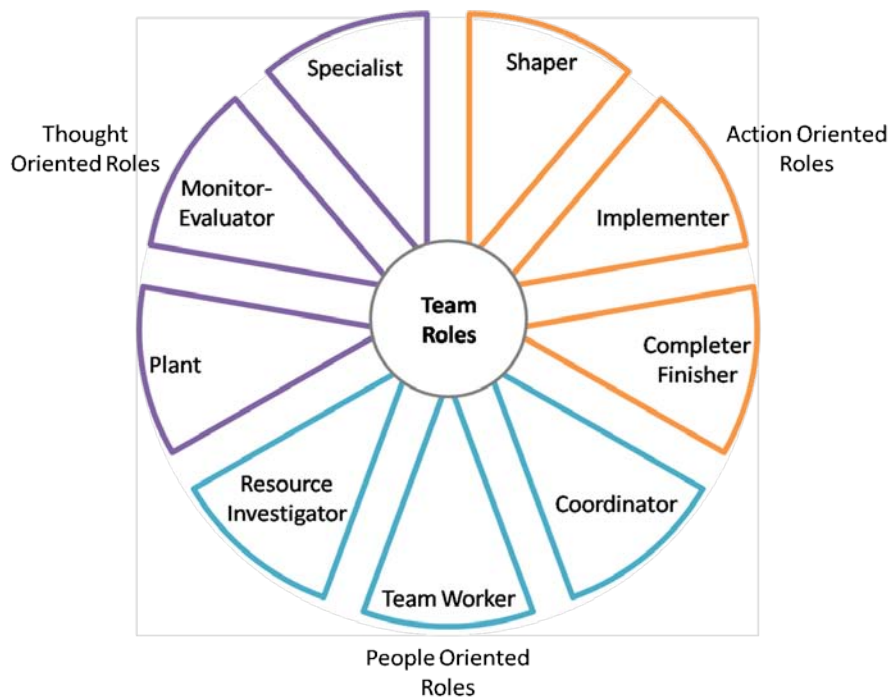 Specialist
Shaper
Thought
Oriented Roles
Action Oriented
Roles
Monitor-
Evaluator
Implementer
Team
Roles
Plant
Completer
Finisher
Resource
Investigator
Coordinator
Team Worker
People Oriented
Roles